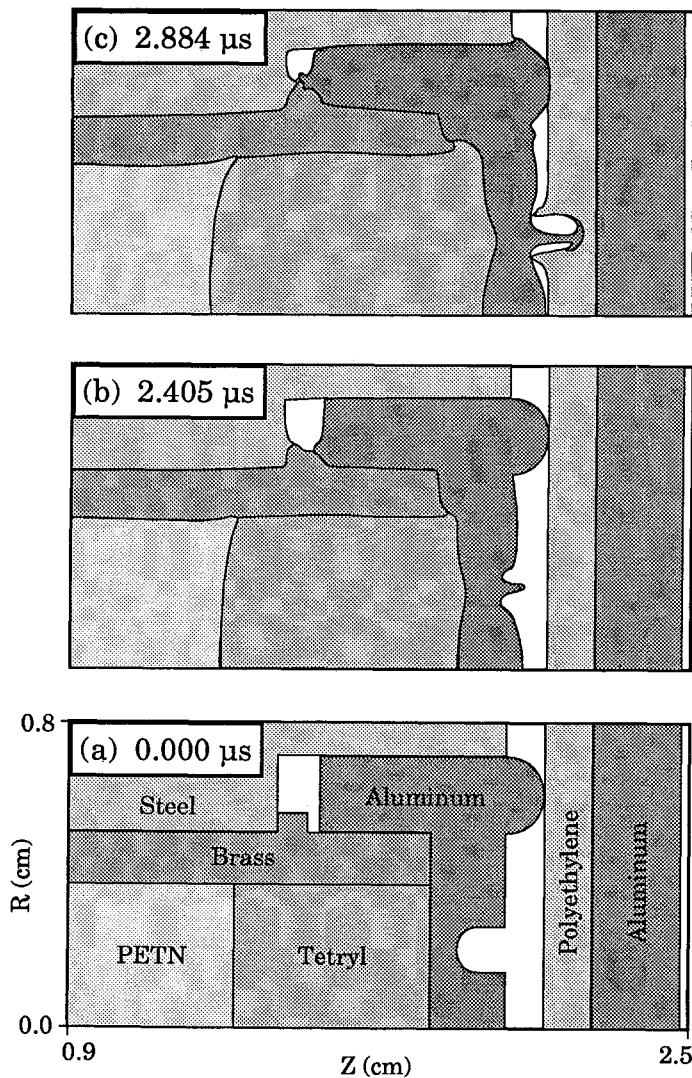 (c) 2.884 µs
(b) 2.405 µs
(a) 0.000 µs
0.8
Steel
Aluminum
Brass
PETN
Tetryl
Polyethylene
Aluminum
R (cm)
0.0
0.9
Z (cm)
2.5